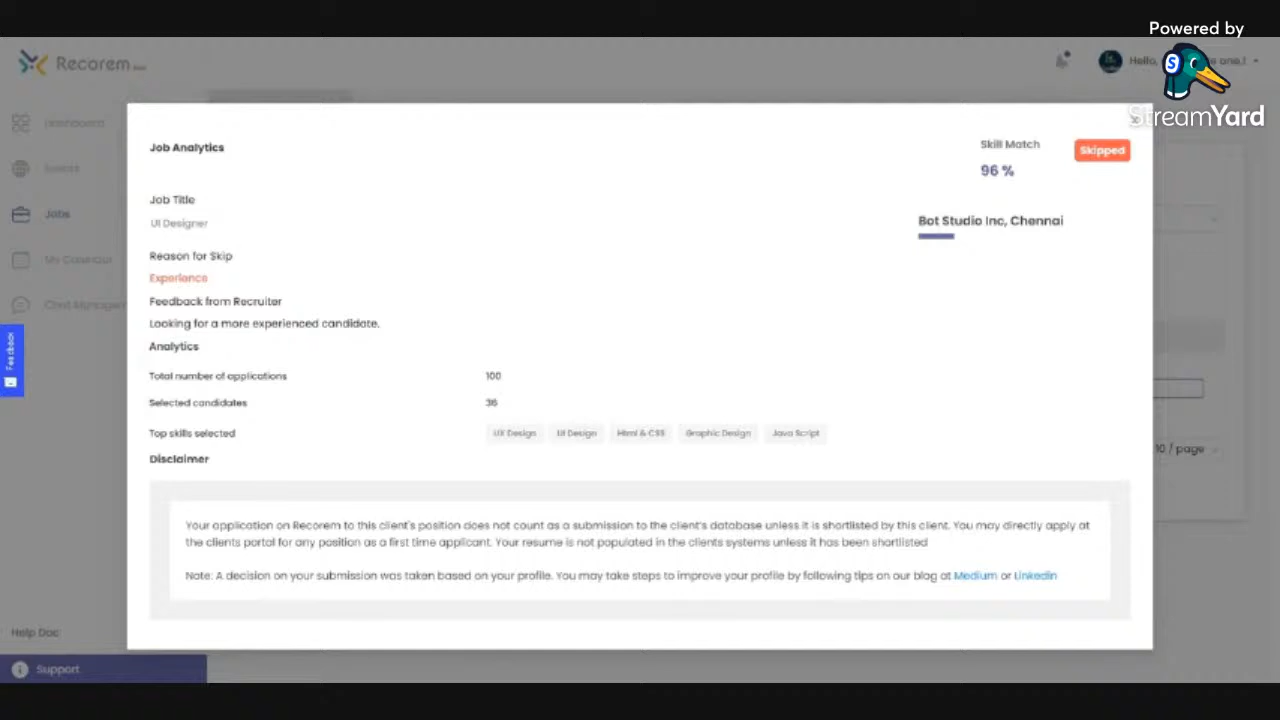 Powered by
StreamYard
Recorem
Hello,
Dashboard
Jobs
My Calendar
Feedback
Job Analytics
Skill Match
Skipped
96 %
Job Title
UI Designer
Bot Studio Inc, Chennai
Reason for Skip
Experience
Feedback from Recruiter
Looking for a more experienced candidate.
Analytics
Total number of applications 100
Selected candidates 36
Top skills selected UX Design UI Design Html & CSS Graphic Design Java Script
Disclaimer
Your application on Recorem to this client's position does not count as a submission to the client's database unless it is shortlisted by this client. You may directly apply at
the clients portal for any position as a first time applicant. Your resume is not populated in the clients systems unless it has been shortlisted
Note: A decision on your submission was taken based on your profile. You may take steps to improve your profile by following tips on our blog at Medium or Linkedin
10 / page
Help Doc
Support